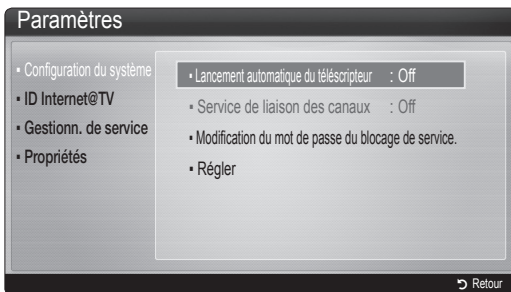 Paramètres
▪ Configuration du système
▪ ID Internet@TV
▪ Gestionn. de service
▪ Propriétés
▪ Lancement automatique du téléscripteur : Off
▪ Service de liaison des canaux : Off
▪ Modification du mot de passe du blocage de service.
▪ Régler
Retour